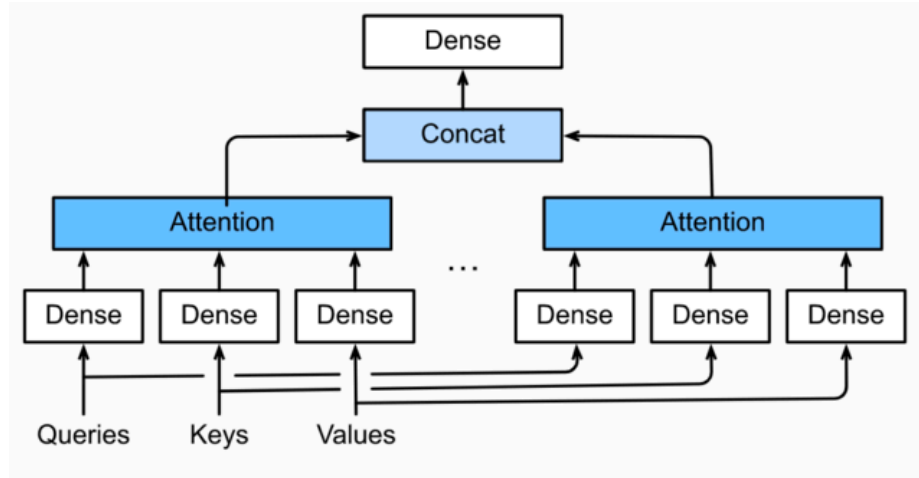 Dense
Concat
Attention Attention
...
Dense Dense Dense Dense Dense Dense
Queries Keys Values